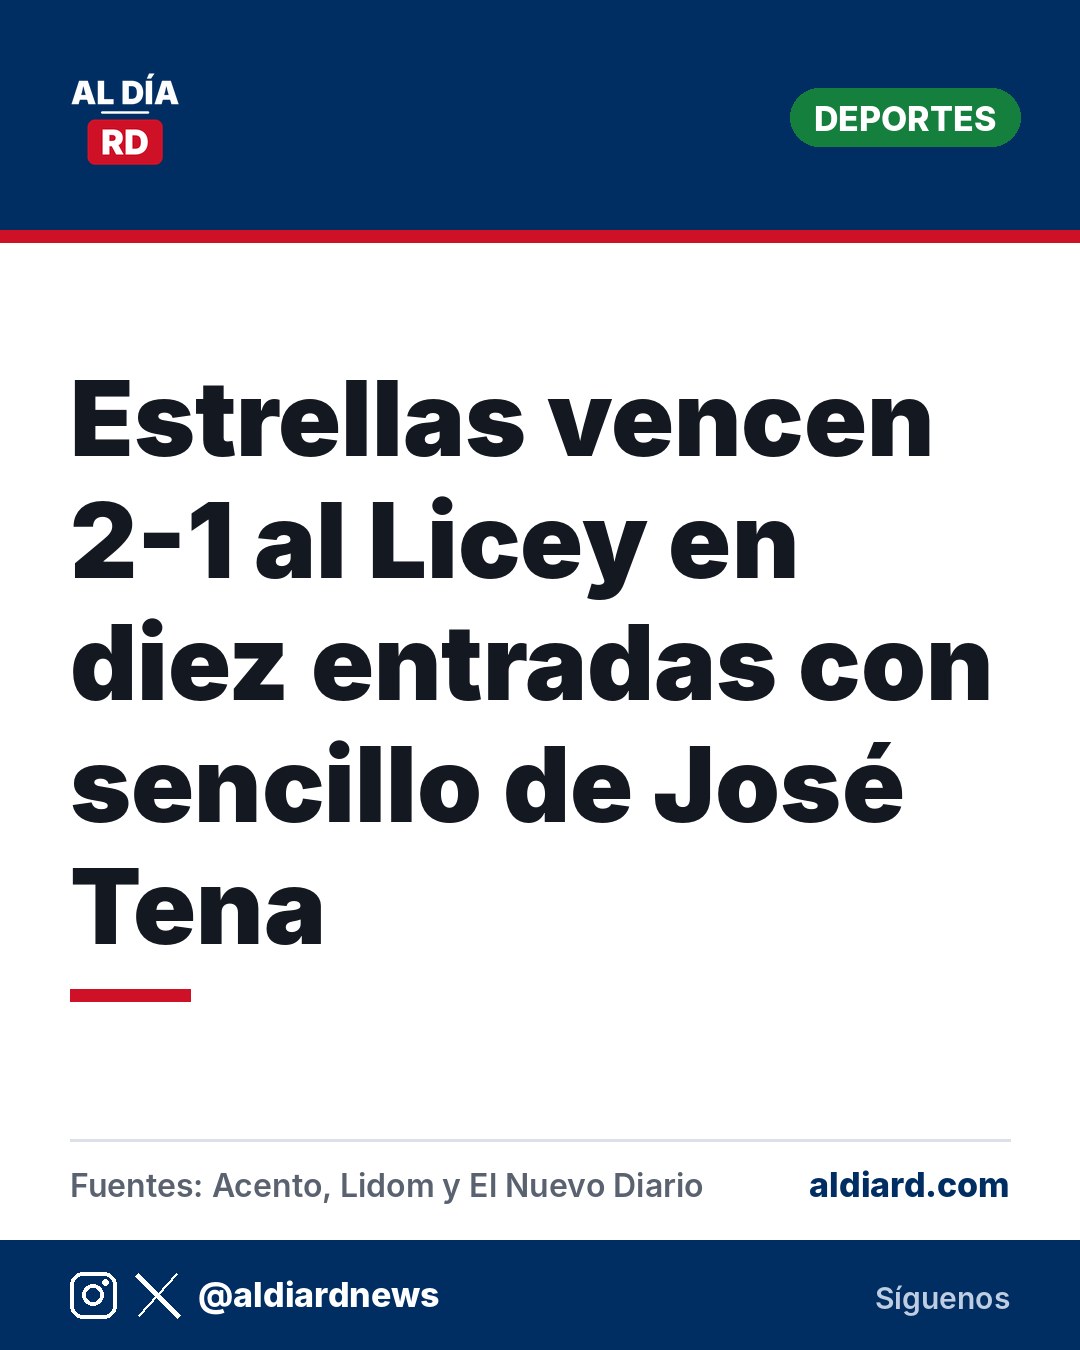 AL DÍA
RD
DEPORTES
Estrellas vencen
2-1 al Licey en
diez entradas con
sencillo de José
Tena
Fuentes: Acento, Lidom y El Nuevo Diario
aldiard.com
@aldiardnews
Síguenos